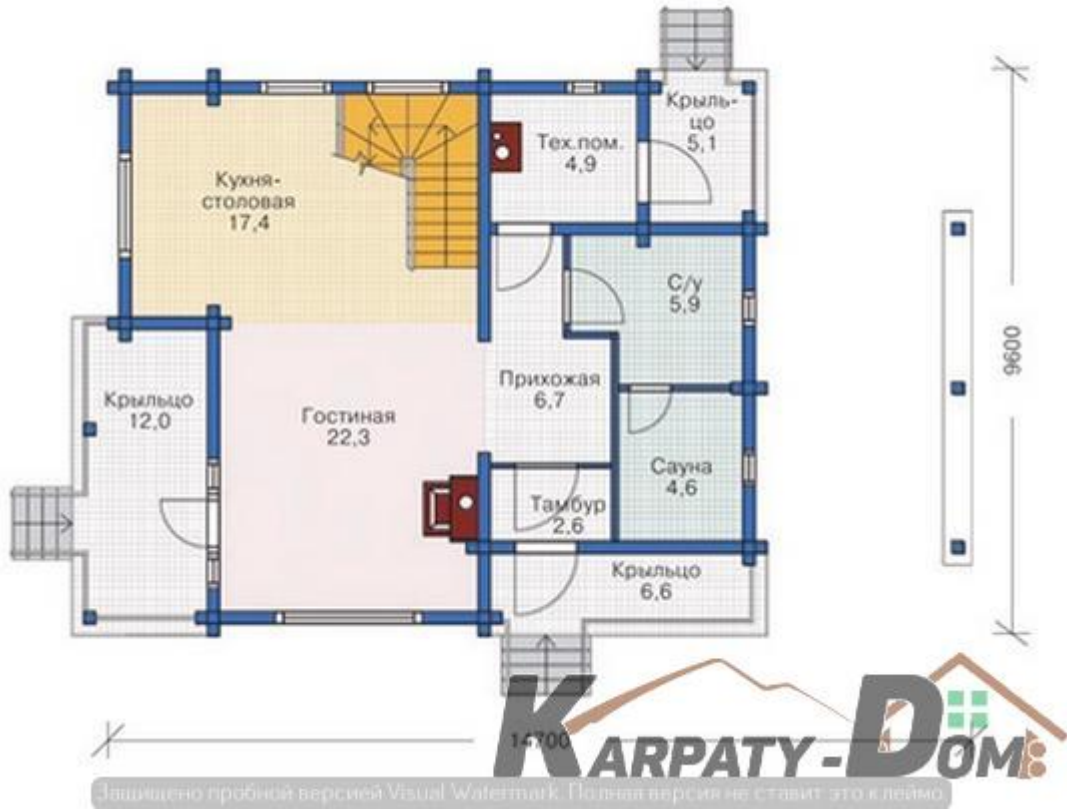 Крыль-
цо
5,1
Тех.пом.
4,9
Кухня-
столовая
17,4
С/у
5,9
9600
Прихожая
6,7
Крыльцо
12,0
Гостиная
22,3
Сауна
4,6
Тамбур
2,6
Крыльцо
6,6
14700
KARPATY-DOM
Защищено пробной версией Visual Watermark. Полная версия не ставит это клеймо.